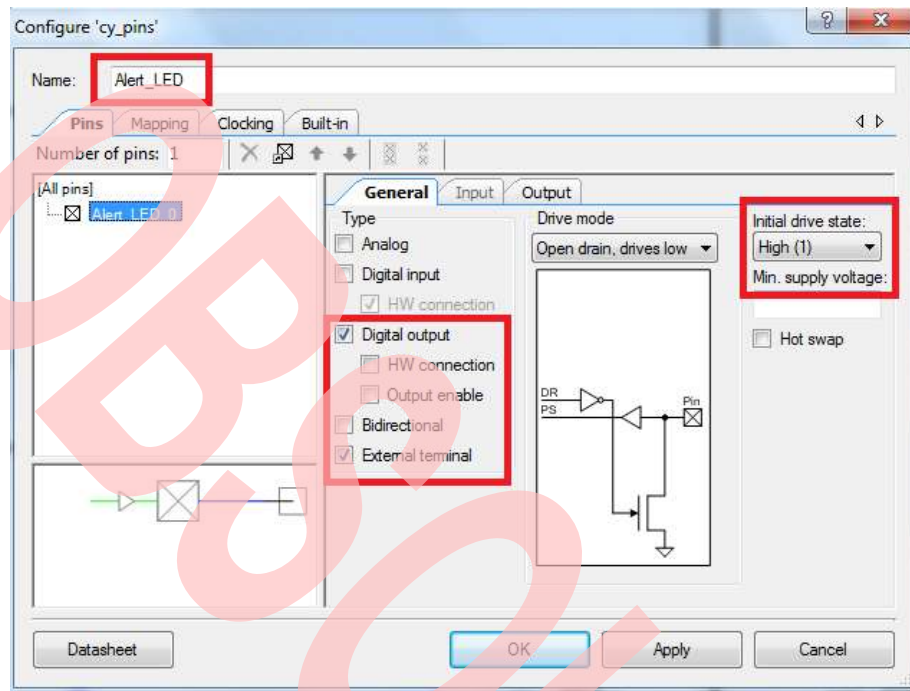 Configure 'cy_pins'
Name: Alert_LED
Pins Mapping Clocking Built-in
Number of pins: 1
[All pins]
Alert_LED_0
General Input Output
Type
Analog
Digital input
HW connection
Digital output
HW connection
Output enable
Bidirectional
External terminal
Drive mode
Open drain, drives low
DR
PS
Pin
Initial drive state:
High (1)
Min. supply voltage:
Hot swap
Datasheet OK Apply Cancel